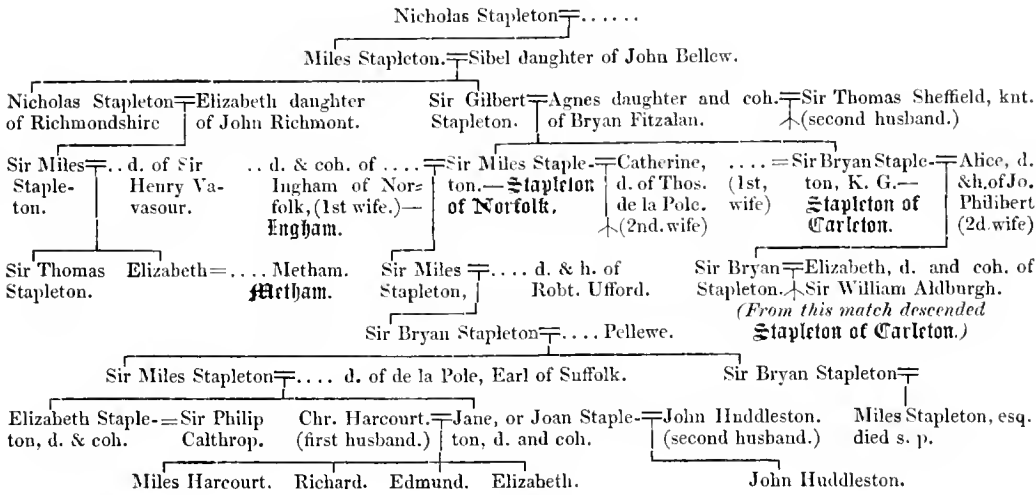 Nicholas Stapleton ......
Miles Stapleton. Sibel daughter of John Bellew.
Nicholas Stapleton Elizabeth daughter Sir Gilbert Agnes daughter and coh. Sir Thomas Sheffield, knt.
of Richmondshire of John Richmont. Stapleton. of Bryan Fitzalan. (second husband.)
Sir Miles .. d. of Sir .. d. & coh. of .... Sir Miles Staple- Catherine, .... = Sir Bryan Staple- Alice, d.
Staple- Henry Va- Ingham of Nor- ton.—Stapleton d. of Thos. (1st, ton, K. G.— &h.of Jo.
ton. vasour. folk, (1st wife.)— of Norfolk. de la Pole. wife) Stapleton of Philibert
Ingham. (2nd. wife) Carleton. (2d. wife)
Sir Thomas Elizabeth= .... Metham. Sir Miles .... d. & h. of Sir Bryan Elizabeth, d. and coh. of
Stapleton. Metham. Stapleton, Robt. Ufford. Stapleton. Sir William Aldburgh.
(From this match descended
Sir Bryan Stapleton .... Pellewe. Stapleton of Carleton.)
Sir Miles Stapleton .... d. of de la Pole, Earl of Suffolk. Sir Bryan Stapleton
Elizabeth Staple-=Sir Philip Chr. Harcourt. Jane, or Joan Staple- John Huddleston. Miles Stapleton, esq.
ton, d. & coh. Calthrop. (first husband.) ton, d. and coh. (second husband.) died s. p.
Miles Harcourt. Richard. Edmund. Elizabeth. John Huddleston.